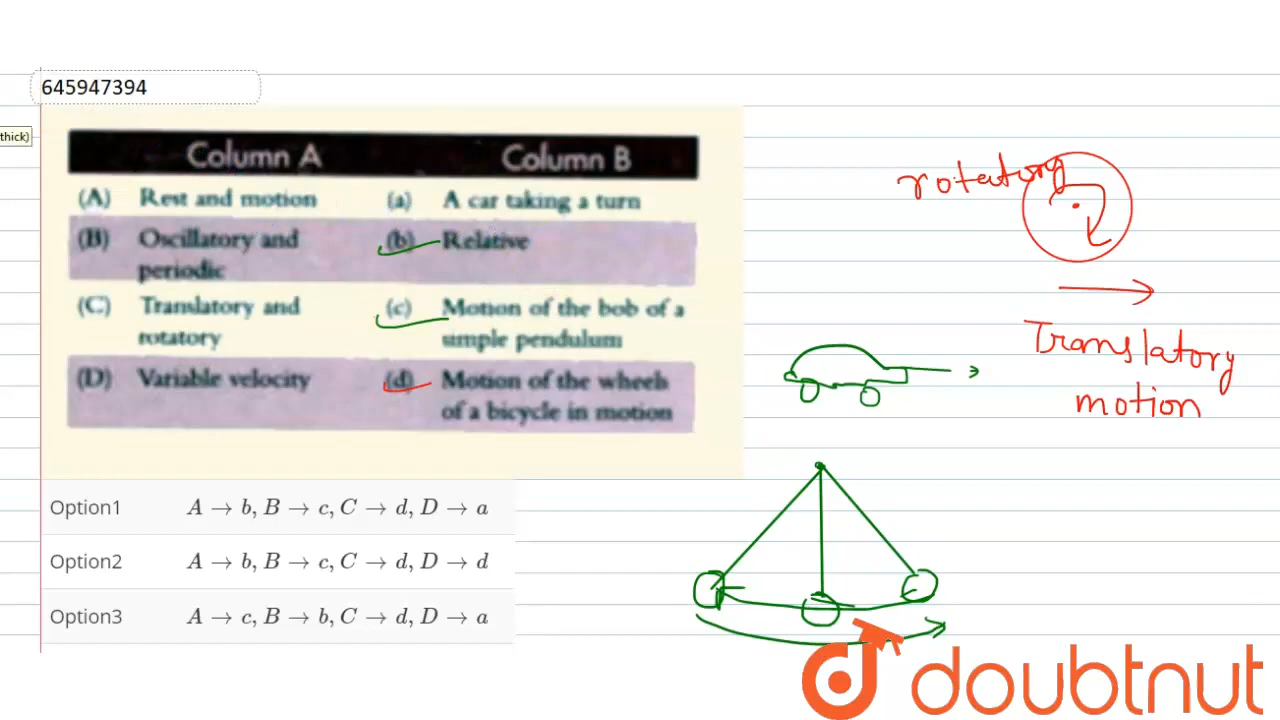 645947394
thick)
Column A Column B
(A) Rest and motion (a) A car taking a turn
(B) Oscillatory and (b) Relative
periodic
(C) Translatory and (c) Motion of the bob of a
rotatory simple pendulum
(D) Variable velocity (d) Motion of the wheels
of a bicycle in motion
Option1 A → b, B → c, C → d, D → a
Option2 A → b, B → c, C → d, D → d
Option3 A → c, B → b, C → d, D → a
rotatory
Translatory
motion
doubtnut